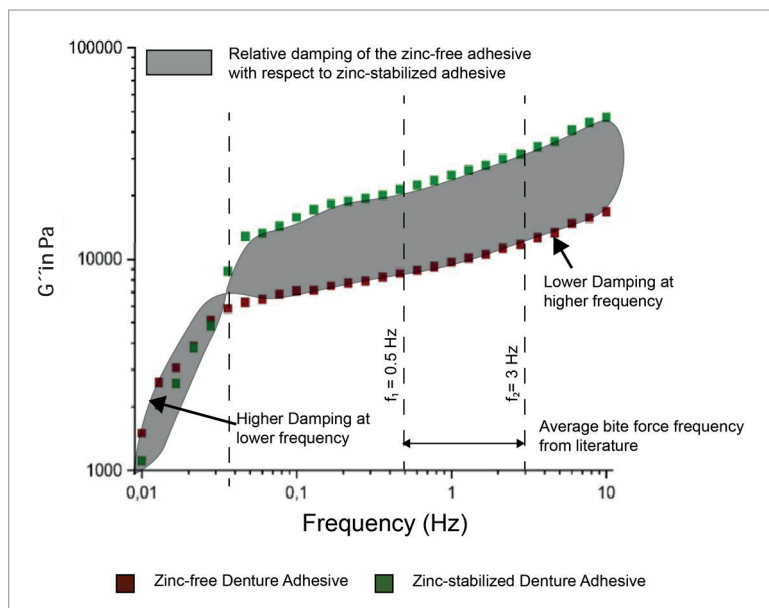 100000
Relative damping of the zinc-free adhesive
with respect to zinc-stabilized adhesive
G´´in Pa
10000
Lower Damping at
higher frequency
f₁ = 0.5 Hz
f₂= 3 Hz
Higher Damping at
lower frequency
Average bite force frequency
from literature
1000
0,01 0,1 1 10
Frequency (Hz)
Zinc-free Denture Adhesive Zinc-stabilized Denture Adhesive